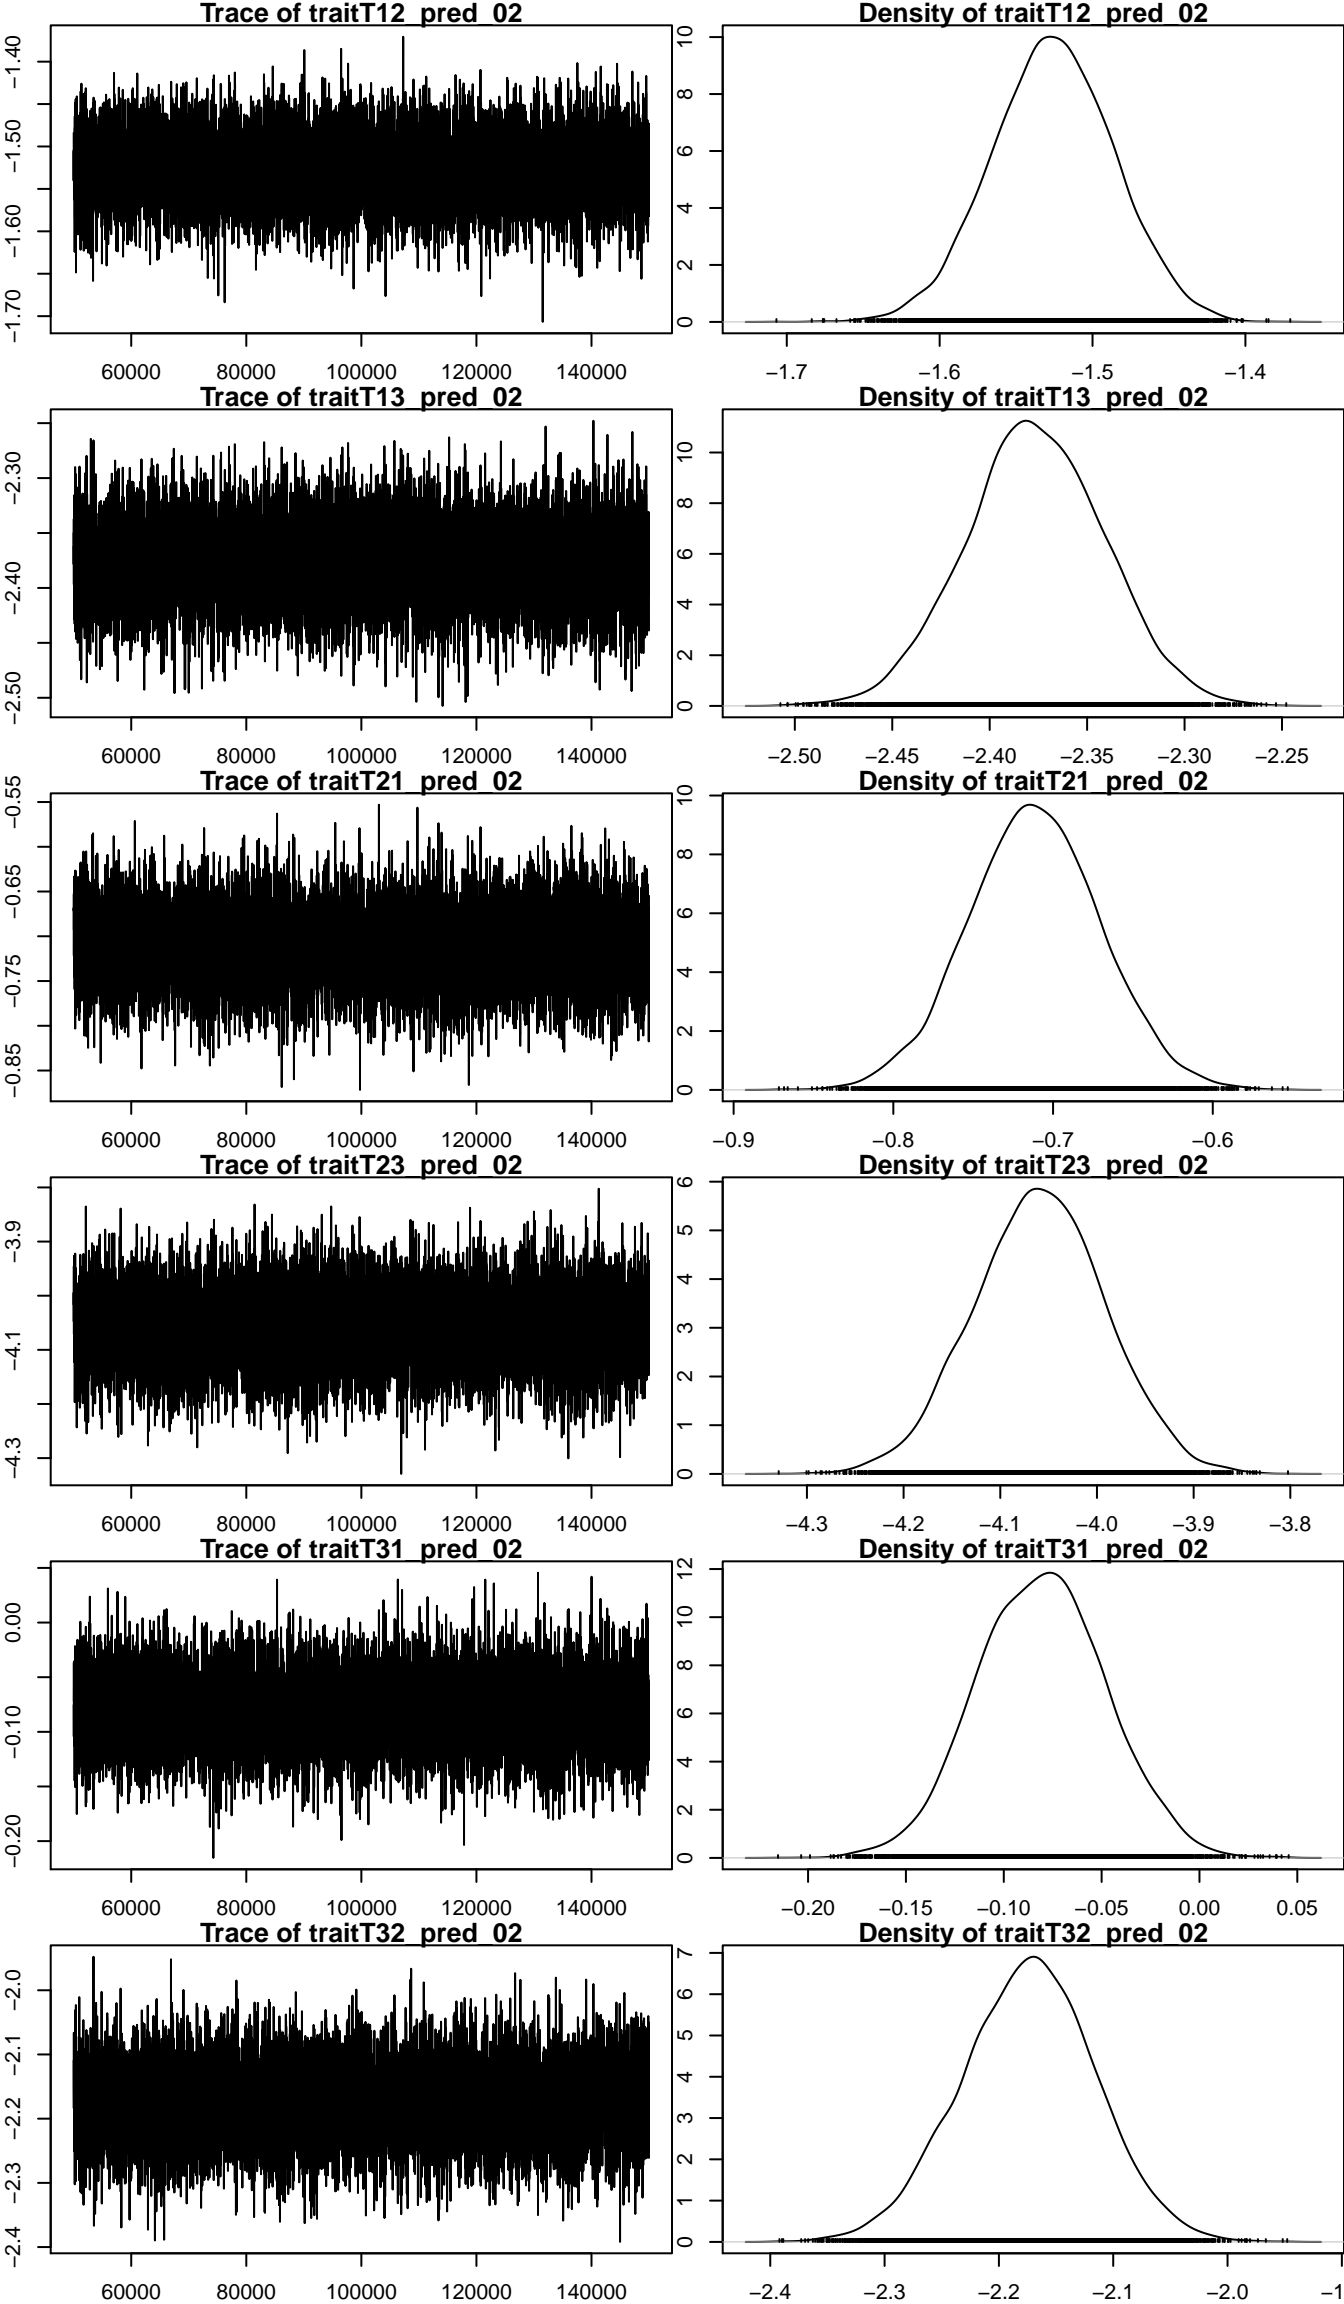 Trace of traitT12_pred_02
−1.40
−1.50
−1.60
−1.70
60000 80000 100000 120000 140000
Density of traitT12_pred_02
10
8
6
4
2
0
−1.7 −1.6 −1.5 −1.4
Trace of traitT13_pred_02
−2.30
−2.40
−2.50
60000 80000 100000 120000 140000
Density of traitT13_pred_02
10
8
6
4
2
0
−2.50 −2.45 −2.40 −2.35 −2.30 −2.25
Trace of traitT21_pred_02
−0.55
−0.65
−0.75
−0.85
60000 80000 100000 120000 140000
Density of traitT21_pred_02
10
8
6
4
2
0
−0.9 −0.8 −0.7 −0.6
Trace of traitT23_pred_02
−3.9
−4.1
−4.3
60000 80000 100000 120000 140000
Density of traitT23_pred_02
6
5
4
3
2
1
0
−4.3 −4.2 −4.1 −4.0 −3.9 −3.8
Trace of traitT31_pred_02
0.00
−0.10
−0.20
60000 80000 100000 120000 140000
Density of traitT31_pred_02
12
10
8
6
4
2
0
−0.20 −0.15 −0.10 −0.05 0.00 0.05
Trace of traitT32_pred_02
−2.0
−2.1
−2.2
−2.3
−2.4
60000 80000 100000 120000 140000
Density of traitT32_pred_02
7
6
5
4
3
2
1
0
−2.4 −2.3 −2.2 −2.1 −2.0